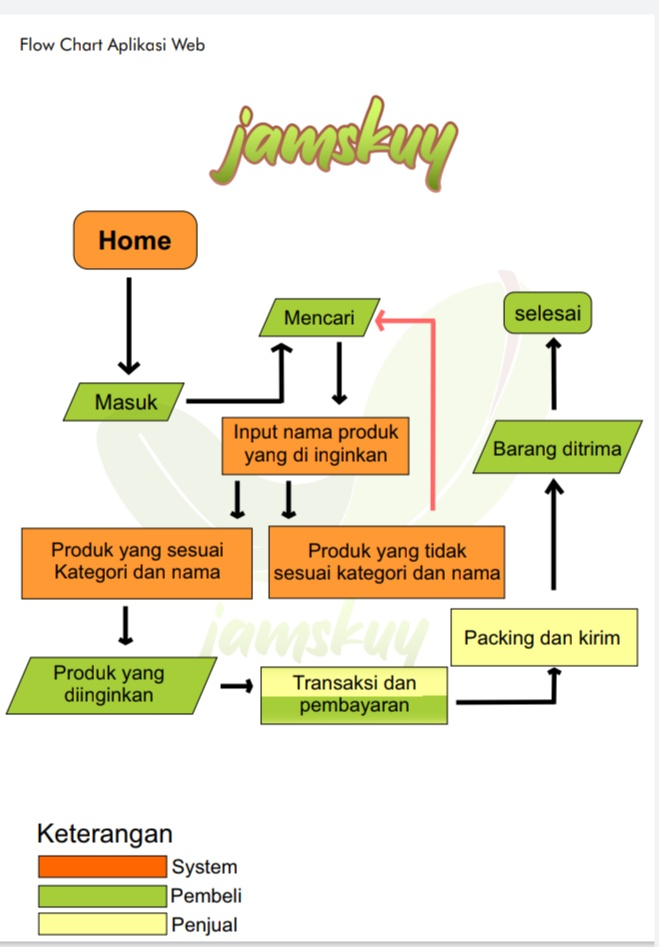 Flow Chart Aplikasi Web
jamskuy
Home
Mencari
selesai
Masuk
Input nama produk
yang di inginkan
Barang ditrima
Produk yang sesuai
Kategori dan nama
Produk yang tidak
sesuai kategori dan nama
jamskuy
Packing dan kirim
Produk yang
diinginkan
Transaksi dan
pembayaran
Keterangan
System
Pembeli
Penjual